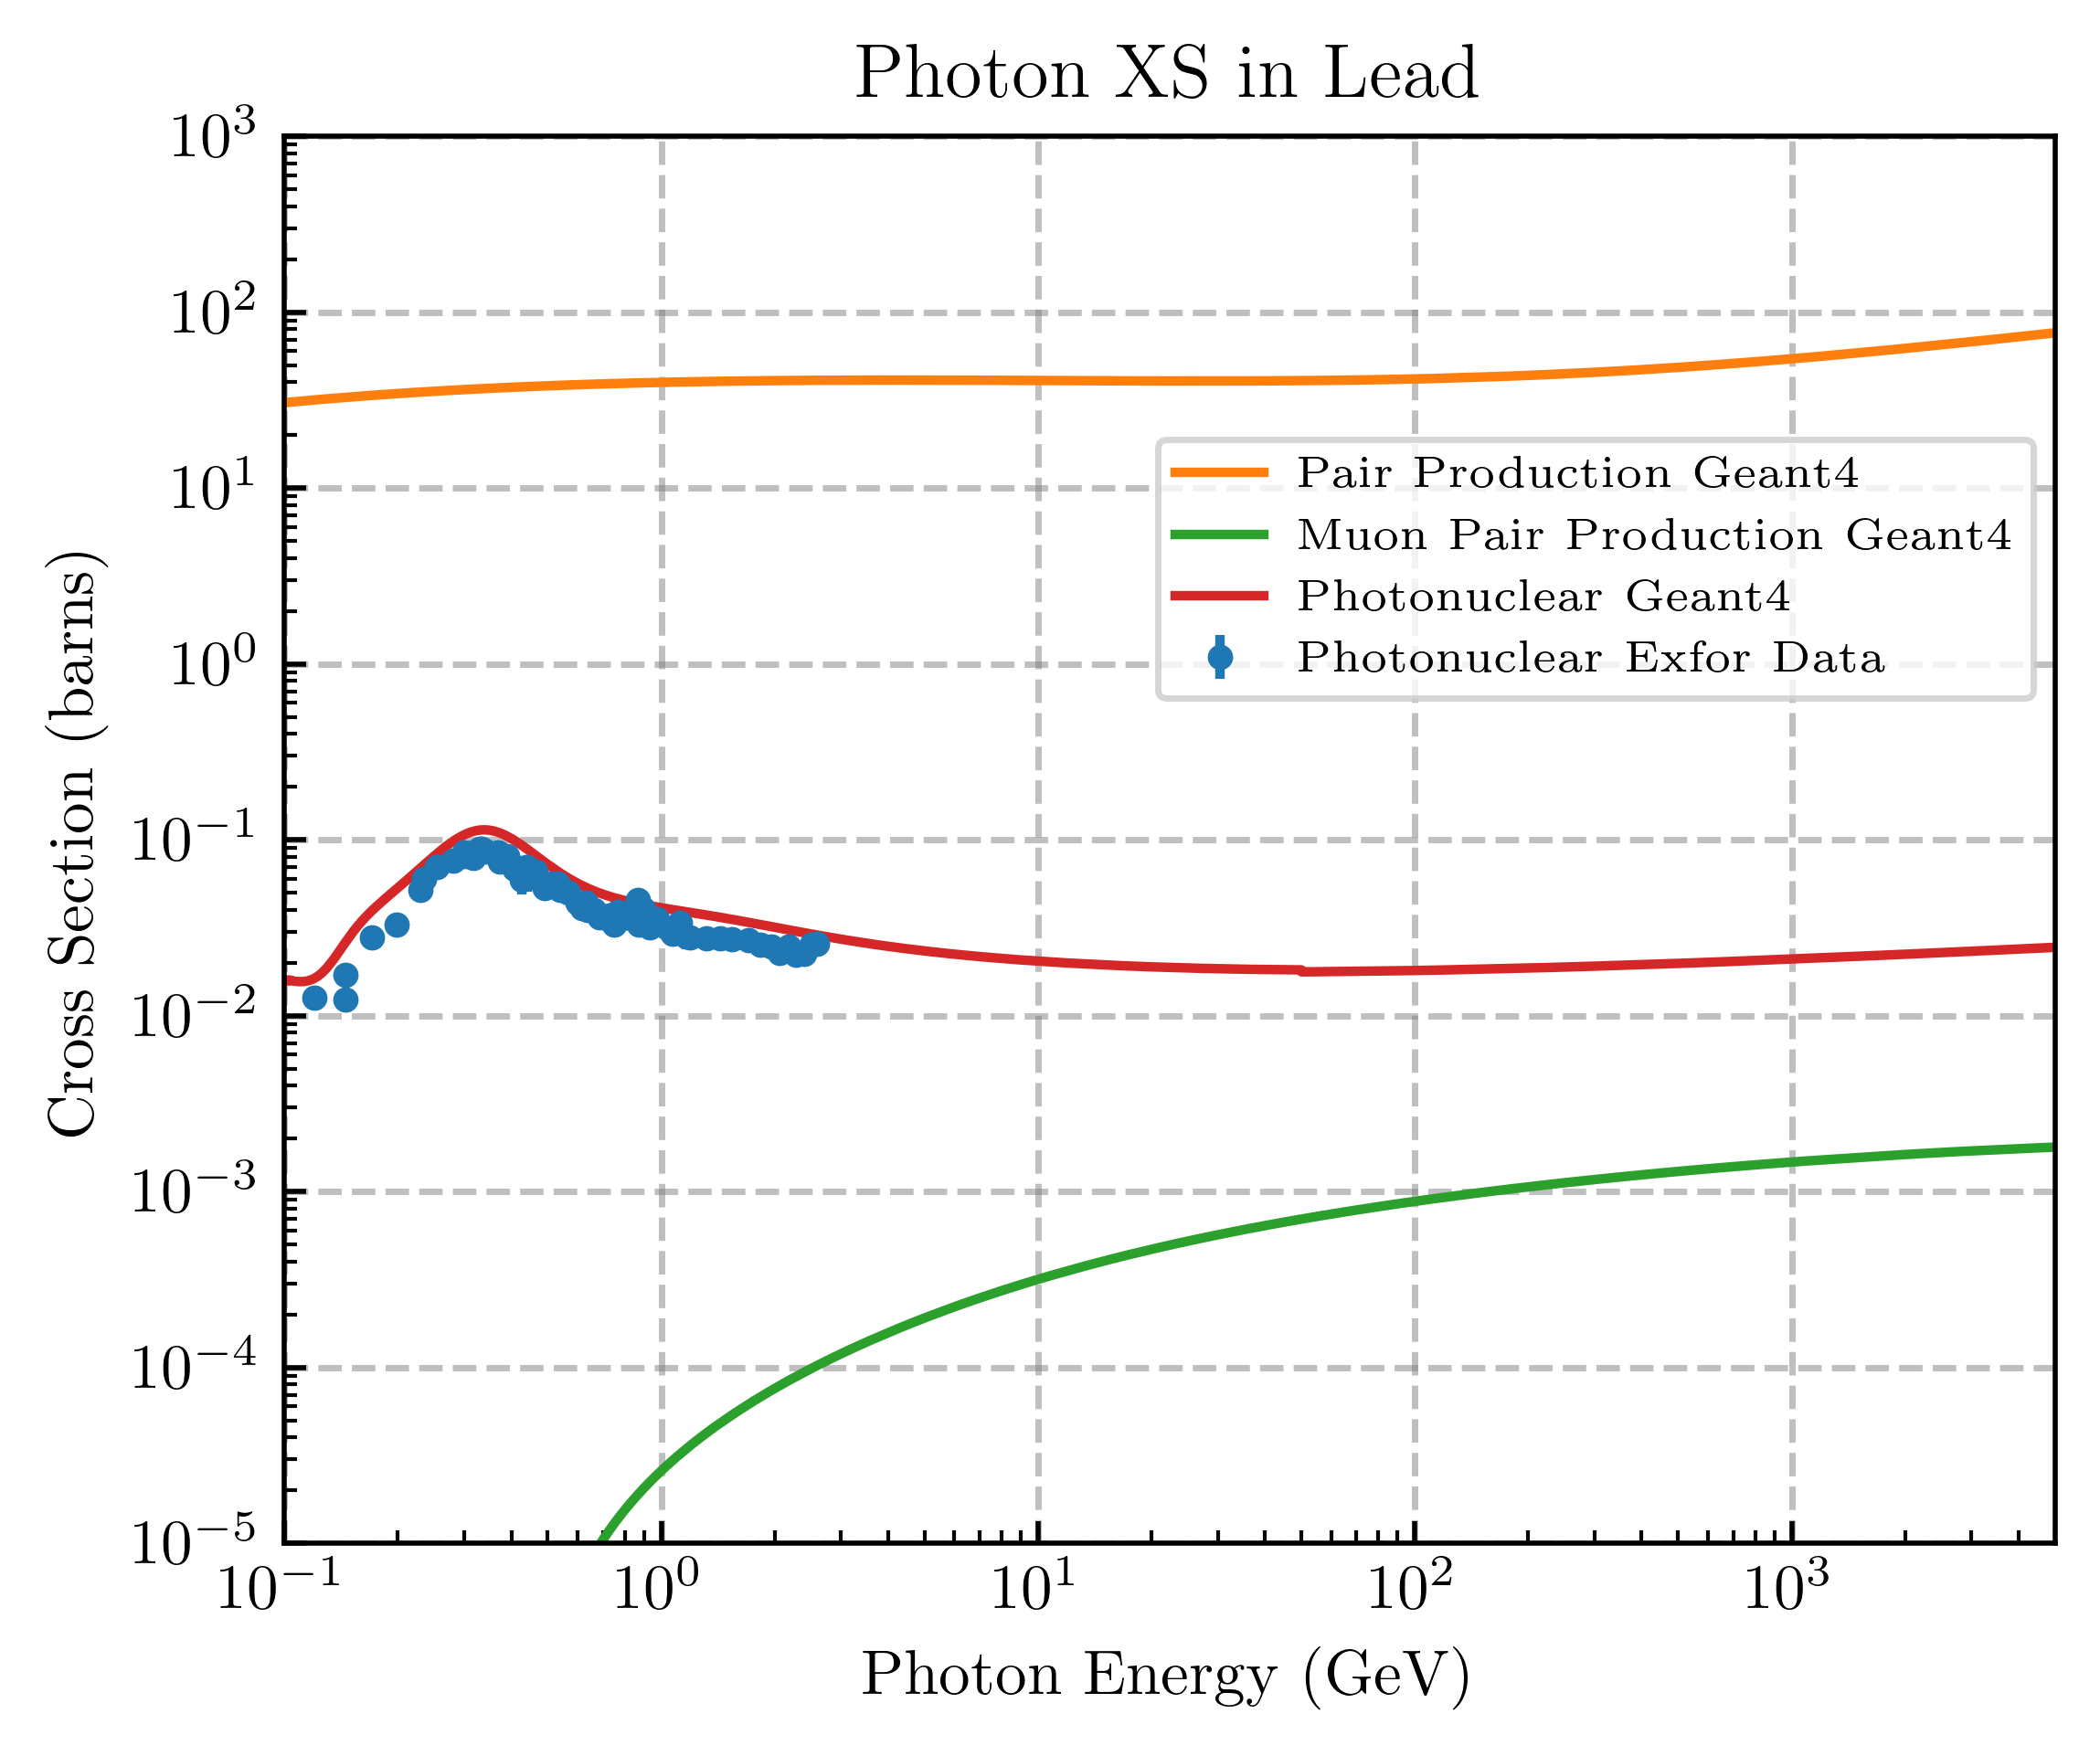 Photon XS in Lead
10^3
10^2
10^1
10^0
10^-1
10^-2
10^-3
10^-4
10^-5
Cross Section (barns)
Pair Production Geant4
Muon Pair Production Geant4
Photonuclear Geant4
Photonuclear Exfor Data
10^-1 10^0 10^1 10^2 10^3
Photon Energy (GeV)